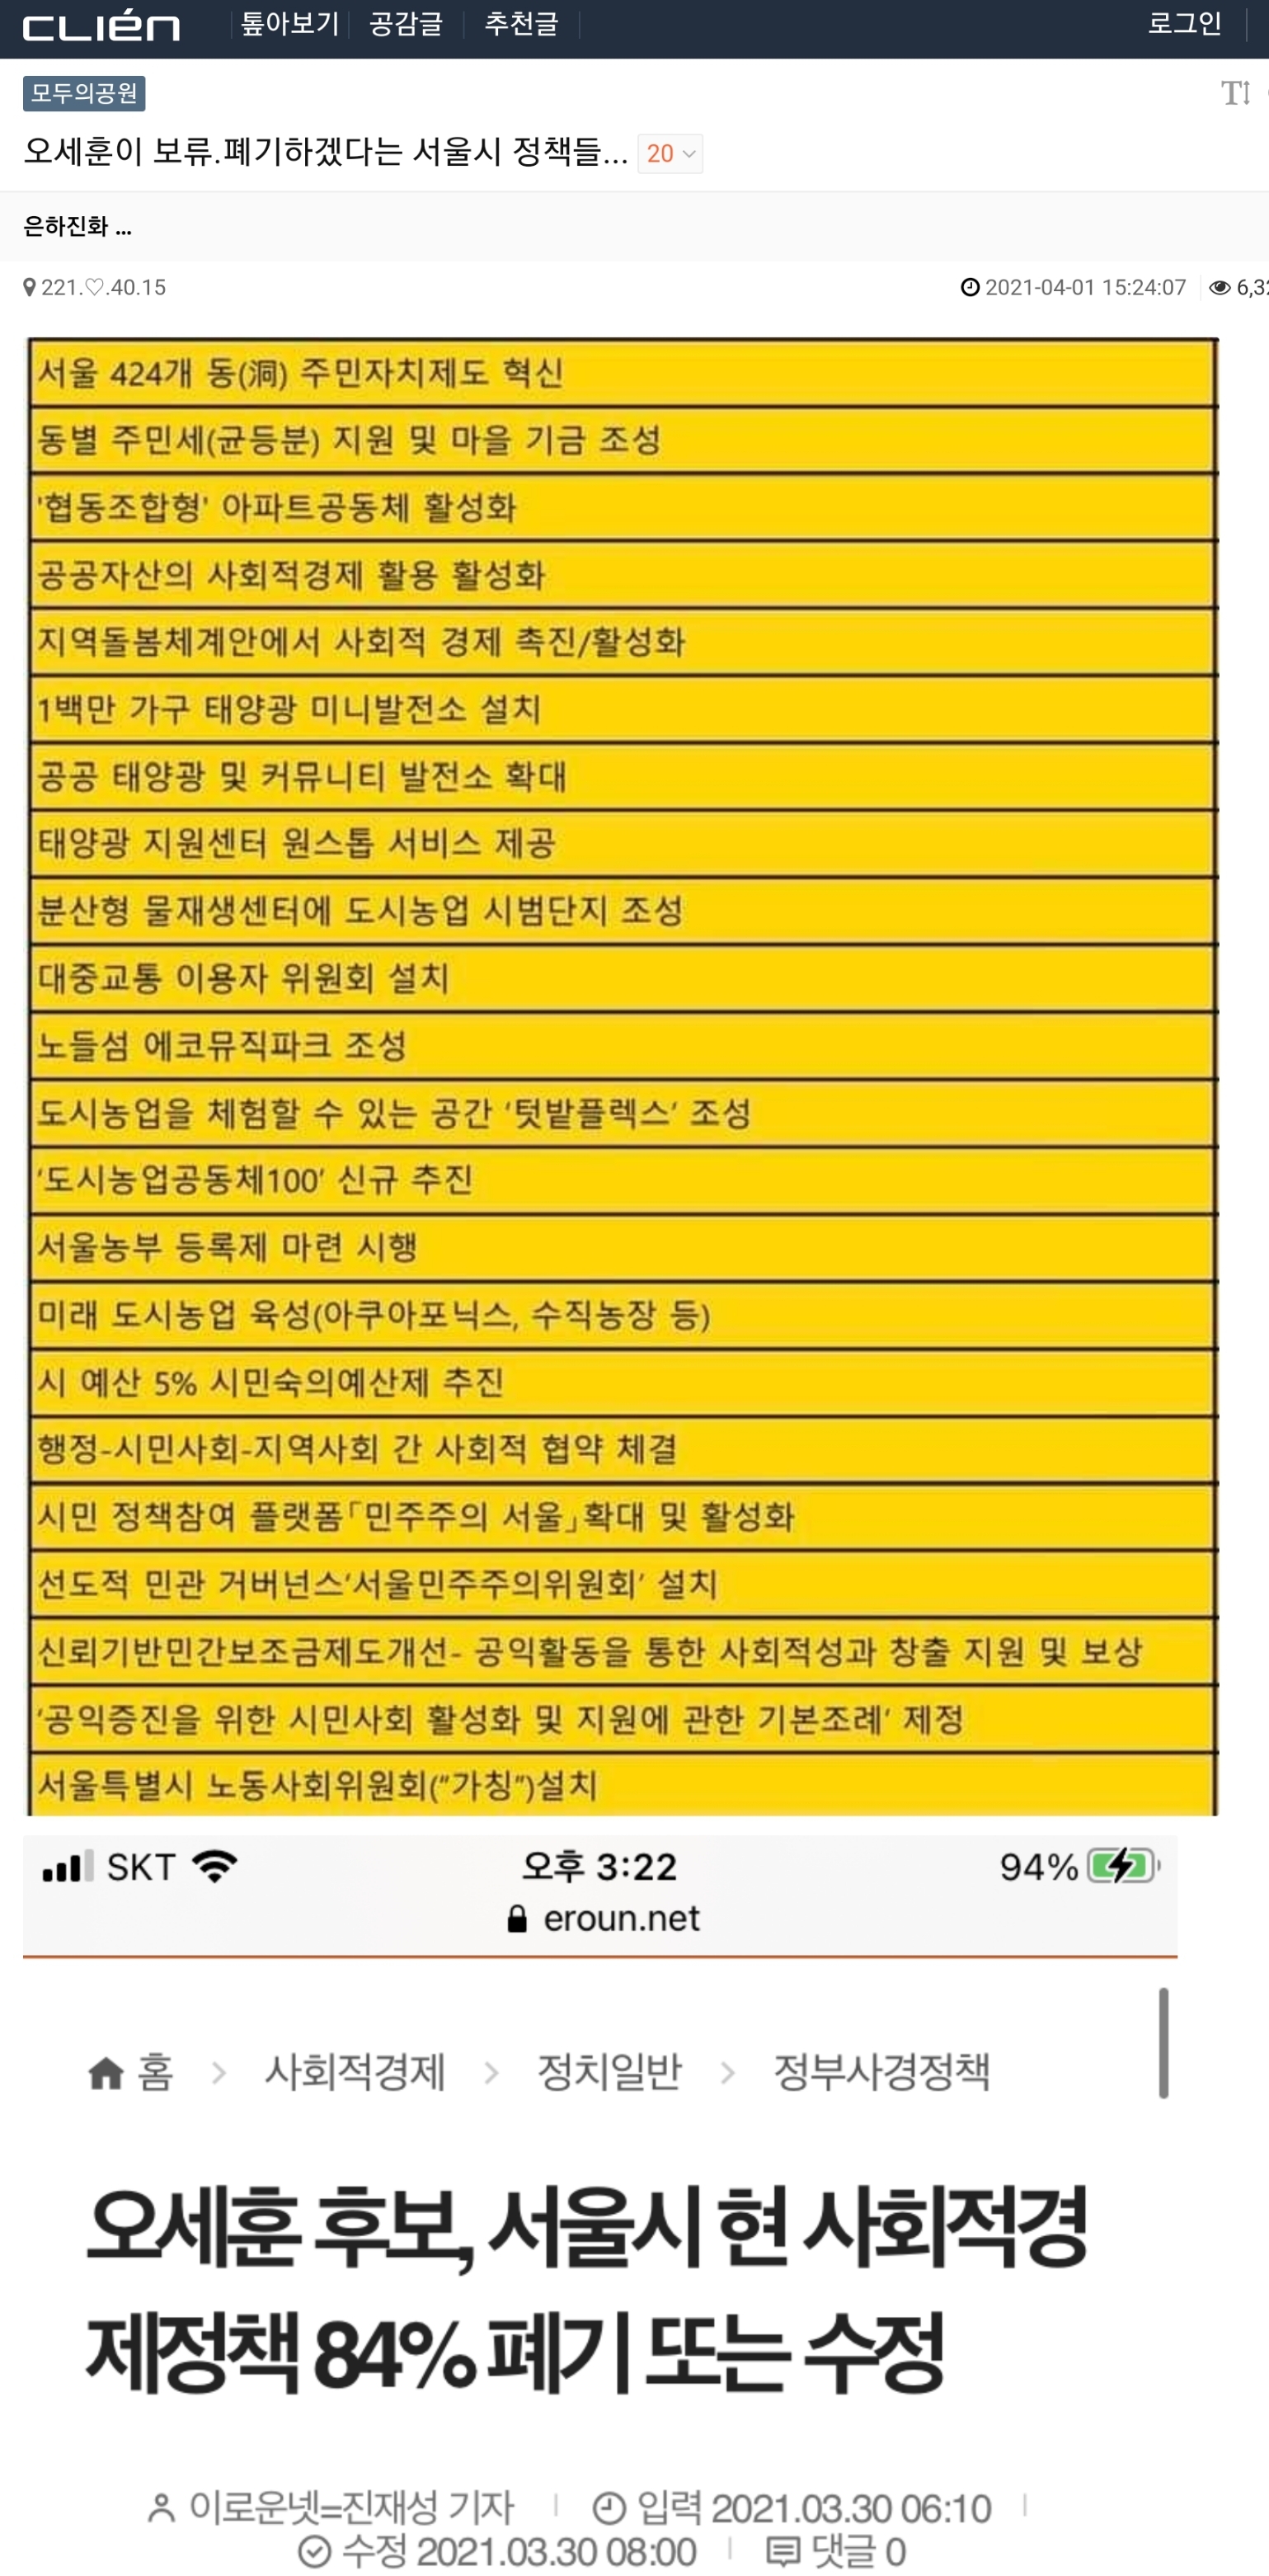 CLIEN 톺아보기 공감글 추천글 로그인
모두의공원
오세훈이 보류.폐기하겠다는 서울시 정책들... 20
은하진화 ...
221.♡.40.15 2021-04-01 15:24:07
서울 424개 동(洞) 주민자치제도 혁신
동별 주민세(균등분) 지원 및 마을 기금 조성
'협동조합형' 아파트공동체 활성화
공공자산의 사회적경제 활용 활성화
지역돌봄체계안에서 사회적 경제 촉진/활성화
1백만 가구 태양광 미니발전소 설치
공공 태양광 및 커뮤니티 발전소 확대
태양광 지원센터 원스톱 서비스 제공
분산형 물재생센터에 도시농업 시범단지 조성
대중교통 이용자 위원회 설치
노들섬 에코뮤직파크 조성
도시농업을 체험할 수 있는 공간 ‘텃밭플렉스’ 조성
‘도시농업공동체100’ 신규 추진
서울농부 등록제 마련 시행
미래 도시농업 육성(아쿠아포닉스, 수직농장 등)
시 예산 5% 시민숙의예산제 추진
행정-시민사회-지역사회 간 사회적 협약 체결
시민 정책참여 플랫폼「민주주의 서울」확대 및 활성화
선도적 민관 거버넌스‘서울민주주의위원회’ 설치
신뢰기반민간보조금제도개선- 공익활동을 통한 사회적성과 창출 지원 및 보상
‘공익증진을 위한 시민사회 활성화 및 지원에 관한 기본조례’ 제정
서울특별시 노동사회위원회(”가칭”)설치
SKT 오후 3:22 94%
eroun.net
홈 > 사회적경제 > 정치일반 > 정부사경정책
오세훈 후보, 서울시 현 사회적경
제정책 84% 폐기 또는 수정
이로운넷=진재성 기자 입력 2021.03.30 06:10
수정 2021.03.30 08:00 댓글 0